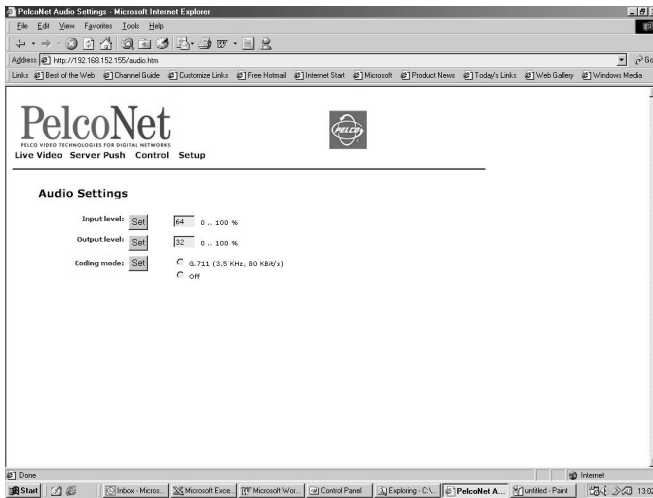 PelcoNet Audio Settings - Microsoft Internet Explorer
File Edit View Favorites Tools Help
Address http://192.168.152.155/audio.htm Go
Links Best of the Web Channel Guide Customize Links Free Hotmail Internet Start Microsoft Product News Today's Links Web Gallery Windows Media
PelcoNet
PELCO VIDEO TECHNOLOGIES FOR DIGITAL NETWORKS
PELCO
Live Video Server Push Control Setup
Audio Settings
Input level: Set 64 0 .. 100 %
Output level: Set 32 0 .. 100 %
Coding mode: Set G.711 (3,5 KHz, 80 KBit/s)
Off
Done Internet
Start Inbox - Micros... Microsoft Exce... Microsoft Wor... Control Panel Exploring - C:\... PelcoNet A... untitled - Paint 13:02